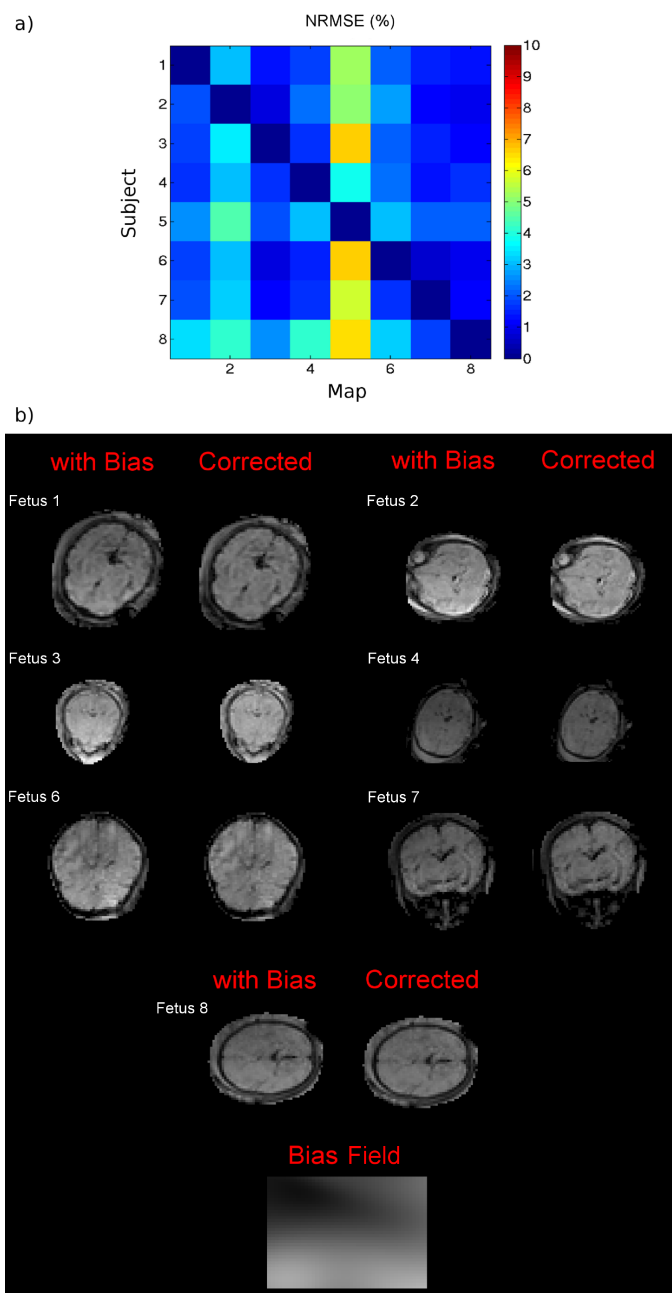 a)
NRMSE (%)
1
2
3
4
5
6
7
8
Subject
2
4
6
8
Map
10
9
8
7
6
5
4
3
2
1
0
b)
with Bias
Corrected
with Bias
Corrected
Fetus 1
Fetus 2
Fetus 3
Fetus 4
Fetus 6
Fetus 7
with Bias
Corrected
Fetus 8
Bias Field